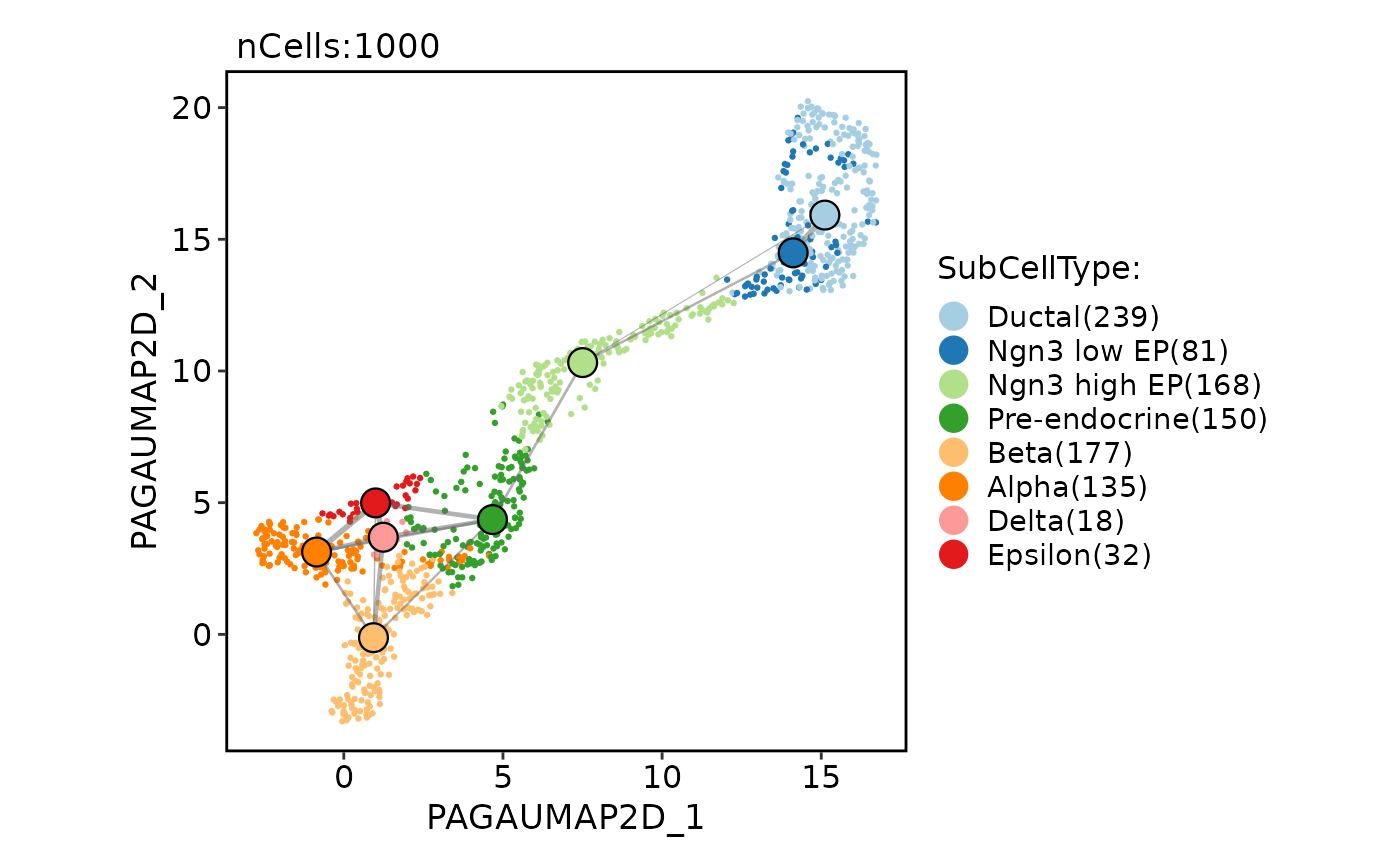 nCells:1000
20
15
10
5
0
PAGAUMAP2D_2
0 5 10 15
PAGAUMAP2D_1
SubCellType:
Ductal(239)
Ngn3 low EP(81)
Ngn3 high EP(168)
Pre-endocrine(150)
Beta(177)
Alpha(135)
Delta(18)
Epsilon(32)